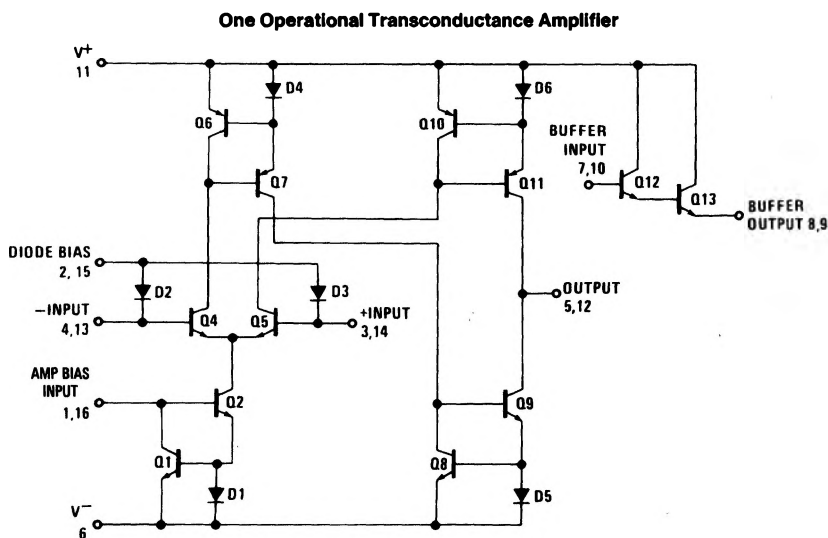 One Operational Transconductance Amplifier
V+
11
D4
D6
Q6
Q10
BUFFER
INPUT
7,10
Q7
Q11
Q12
Q13
BUFFER
OUTPUT 8,9
DIODE BIAS
2, 15
D2
D3
−INPUT
4,13
Q4
Q5
+INPUT
3,14
OUTPUT
5,12
AMP BIAS
INPUT
1,16
Q2
Q9
Q1
Q8
D1
D5
V−
6